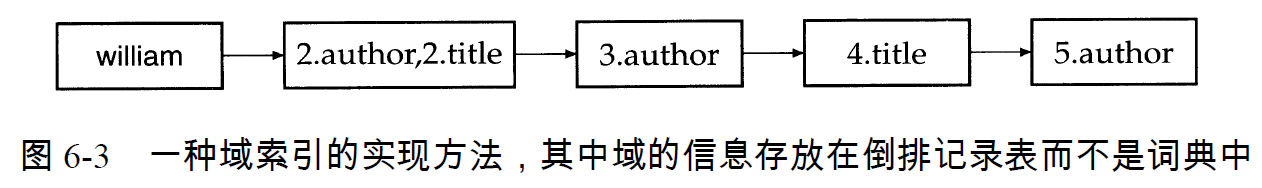 william 2.author,2.title 3.author 4.title 5.author
图 6-3 一种域索引的实现方法，其中域的信息存放在倒排记录表而不是词典中